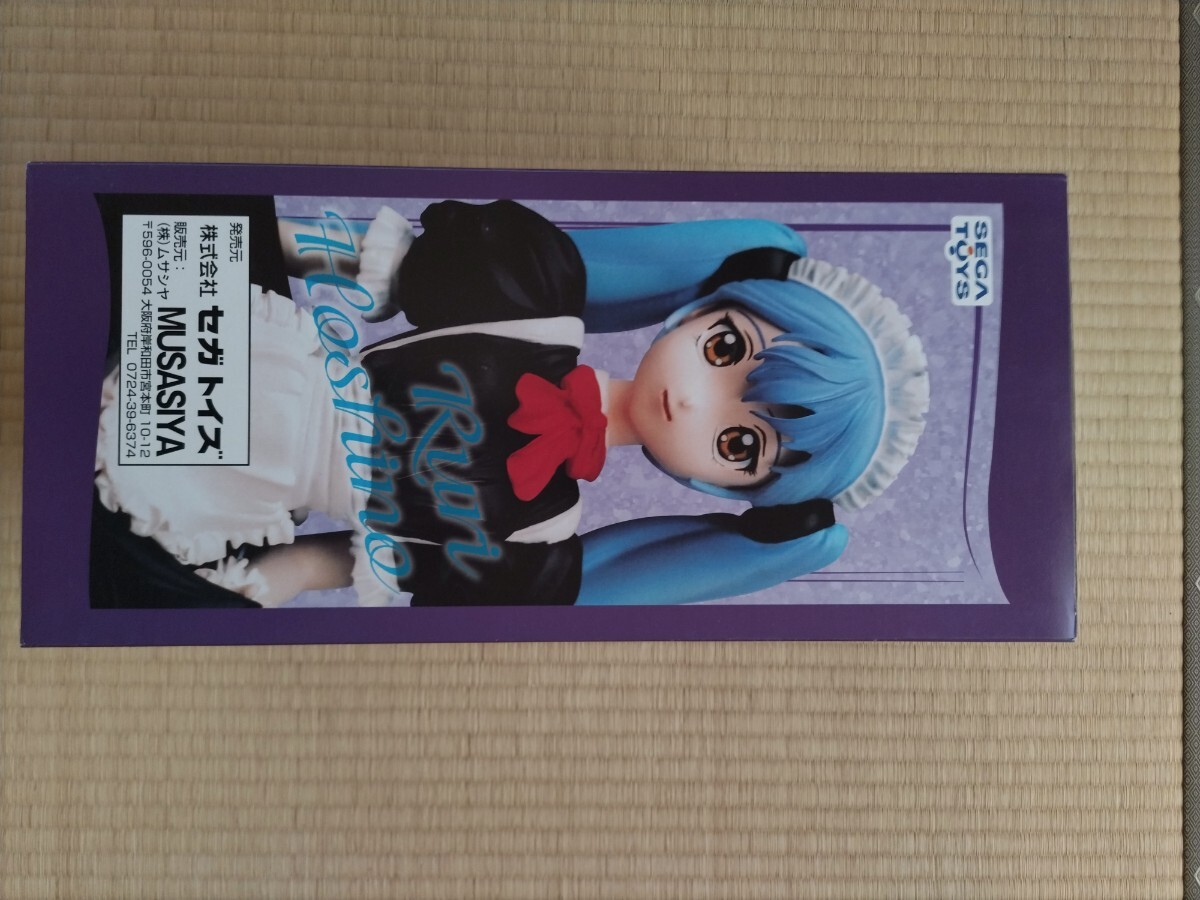 SEGA
TOYS
Ruri
Hoshino
発売元
株式会社 セガ トイズ
販売元：
(株)ムサシヤ MUSASIYA
〒596-0054 大阪府岸和田市宮本町 10-12
TEL 0724-39-6374